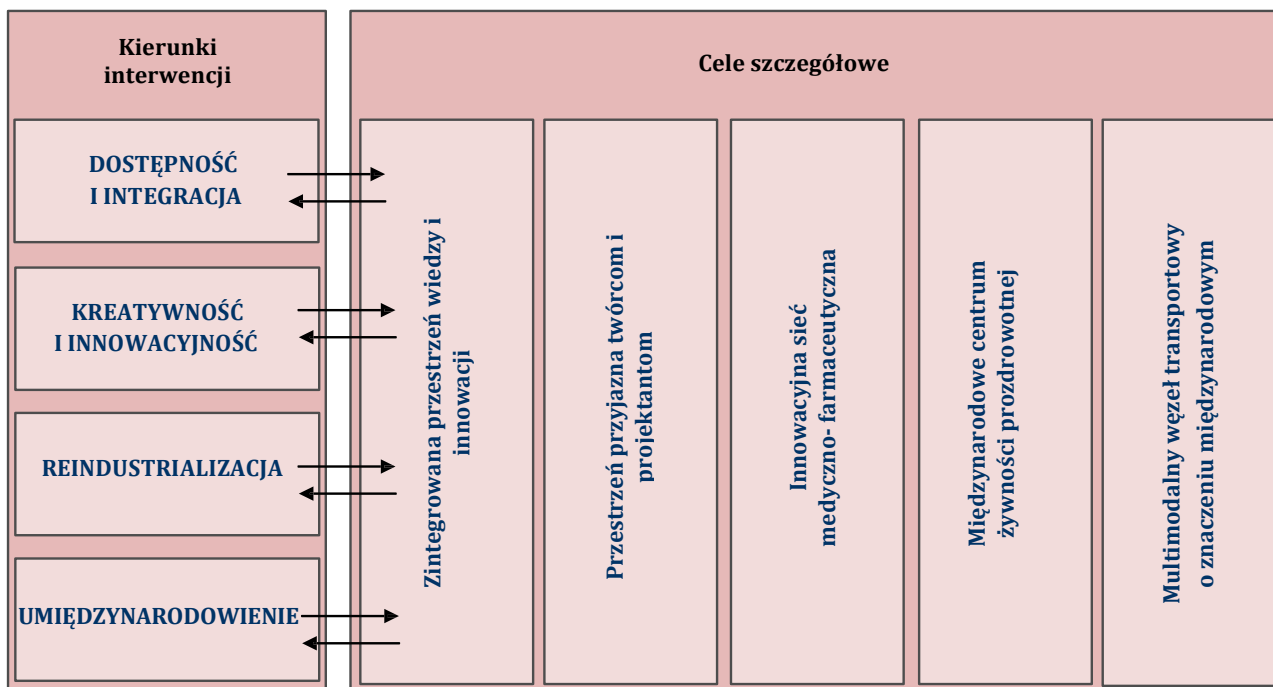 Kierunki
interwencji
Cele szczegółowe
DOSTĘPNOŚĆ
I INTEGRACJA
KREATYWNOŚĆ
I INNOWACYJNOŚĆ
REINDUSTRIALIZACJA
UMIĘDZYNARODOWIENIE
Zintegrowana przestrzeń wiedzy i
innowacji
Przestrzeń przyjazna twórcom i
projektantom
Innowacyjna sieć
medyczno- farmaceutyczna
Międzynarodowe centrum
żywności prozdrowotnej
Multimodalny węzeł transportowy
o znaczeniu międzynarodowym